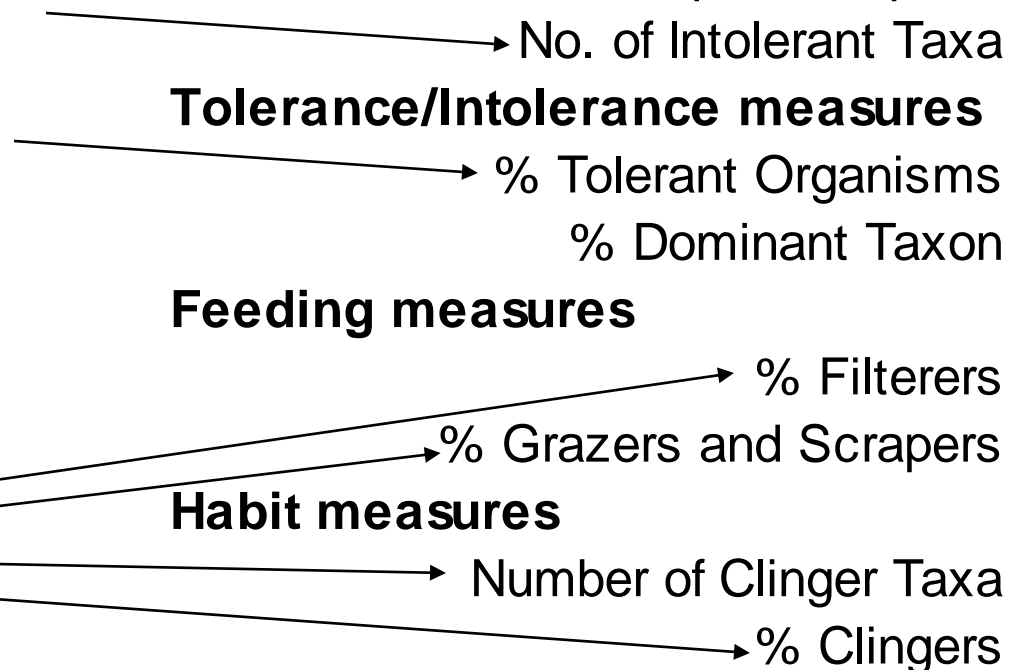 No. of Intolerant Taxa
Tolerance/Intolerance measures
% Tolerant Organisms
% Dominant Taxon
Feeding measures
% Filterers
% Grazers and Scrapers
Habit measures
Number of Clinger Taxa
% Clingers